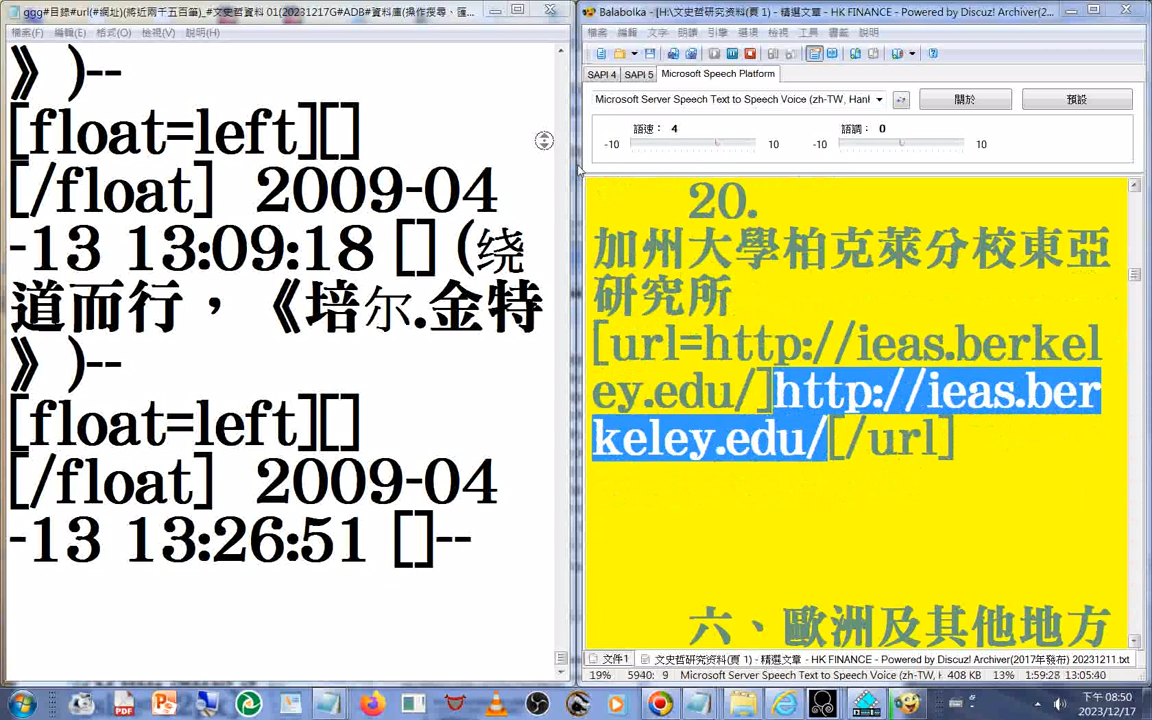 ggg#目錄#url(#網址)(將近兩千五百筆)_#文史哲資料 01(20231217G#ADB#資料庫(操作搜尋、匯...
檔案(F) 編輯(E) 格式(O) 檢視(V) 說明(H)
》)--
[float=left][]
[/float] 2009-04
-13 13:09:18 [] (绕
道而行，《培尔.金特
》)--
[float=left][]
[/float] 2009-04
-13 13:26:51 []--
Balabolka - [H:\文史哲研究资料(頁 1) - 精選文章 - HK FINANCE - Powered by Discuz! Archiver(2...
檔案 編輯 文字 朗讀 引擎 選項 檢視 工具 書籤 說明
SAPI 4 SAPI 5 Microsoft Speech Platform
Microsoft Server Speech Text to Speech Voice (zh-TW, Hanl
關於 預設
語速： 4 語調： 0
-10 10 -10 10
20.
加州大學柏克萊分校東亞
研究所
[url=http://ieas.berkel
ey.edu/]http://ieas.ber
keley.edu/[/url]
六、歐洲及其他地方
文件1 文史哲研究资料(頁 1) - 精選文章 - HK FINANCE - Powered by Discuz! Archiver(2017年發布) 20231211.txt
19% 5940: 9 Microsoft Server Speech Text to Speech Voice (zh-TW, H 408 KB 13% 1:59:28 13:05:40
下午 08:50
2023/12/17